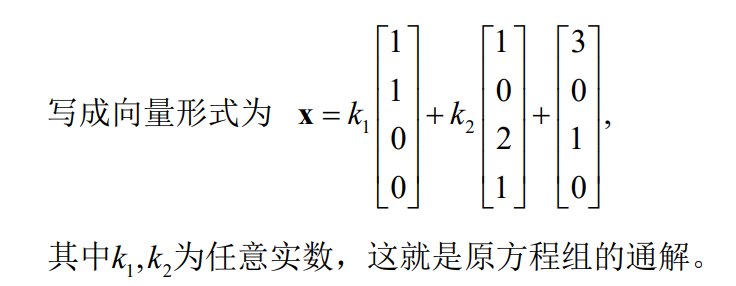 写成向量形式为 x = k₁ [1 1 0 0] + k₂ [1 0 2 1] + [3 0 1 0] ,
其中k₁,k₂为任意实数，这就是原方程组的通解。